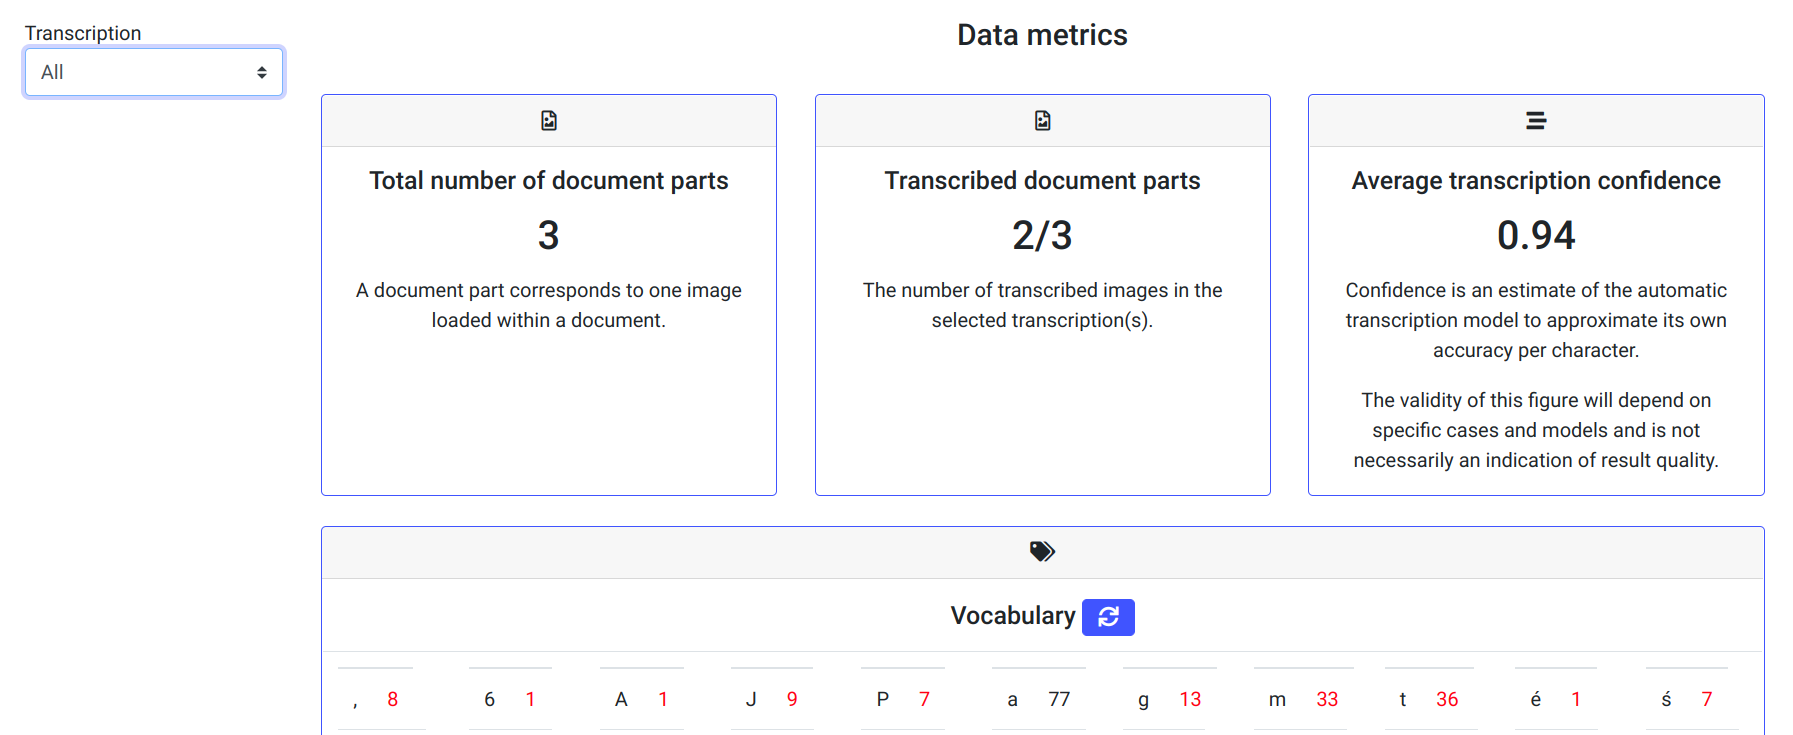 Transcription
All
Data metrics
Total number of document parts
3
A document part corresponds to one image
loaded within a document.
Transcribed document parts
2/3
The number of transcribed images in the
selected transcription(s).
Average transcription confidence
0.94
Confidence is an estimate of the automatic
transcription model to approximate its own
accuracy per character.
The validity of this figure will depend on
specific cases and models and is not
necessarily an indication of result quality.
Vocabulary
, 8 6 1 A 1 J 9 P 7 a 77 g 13 m 33 t 36 é 1 ś 7